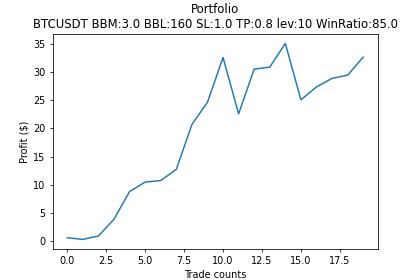 Portfolio
BTCUSDT BBM:3.0 BBL:160 SL:1.0 TP:0.8 lev:10 WinRatio:85.0
35
30
25
20
15
10
5
0
Profit ($)
0.0 2.5 5.0 7.5 10.0 12.5 15.0 17.5
Trade counts